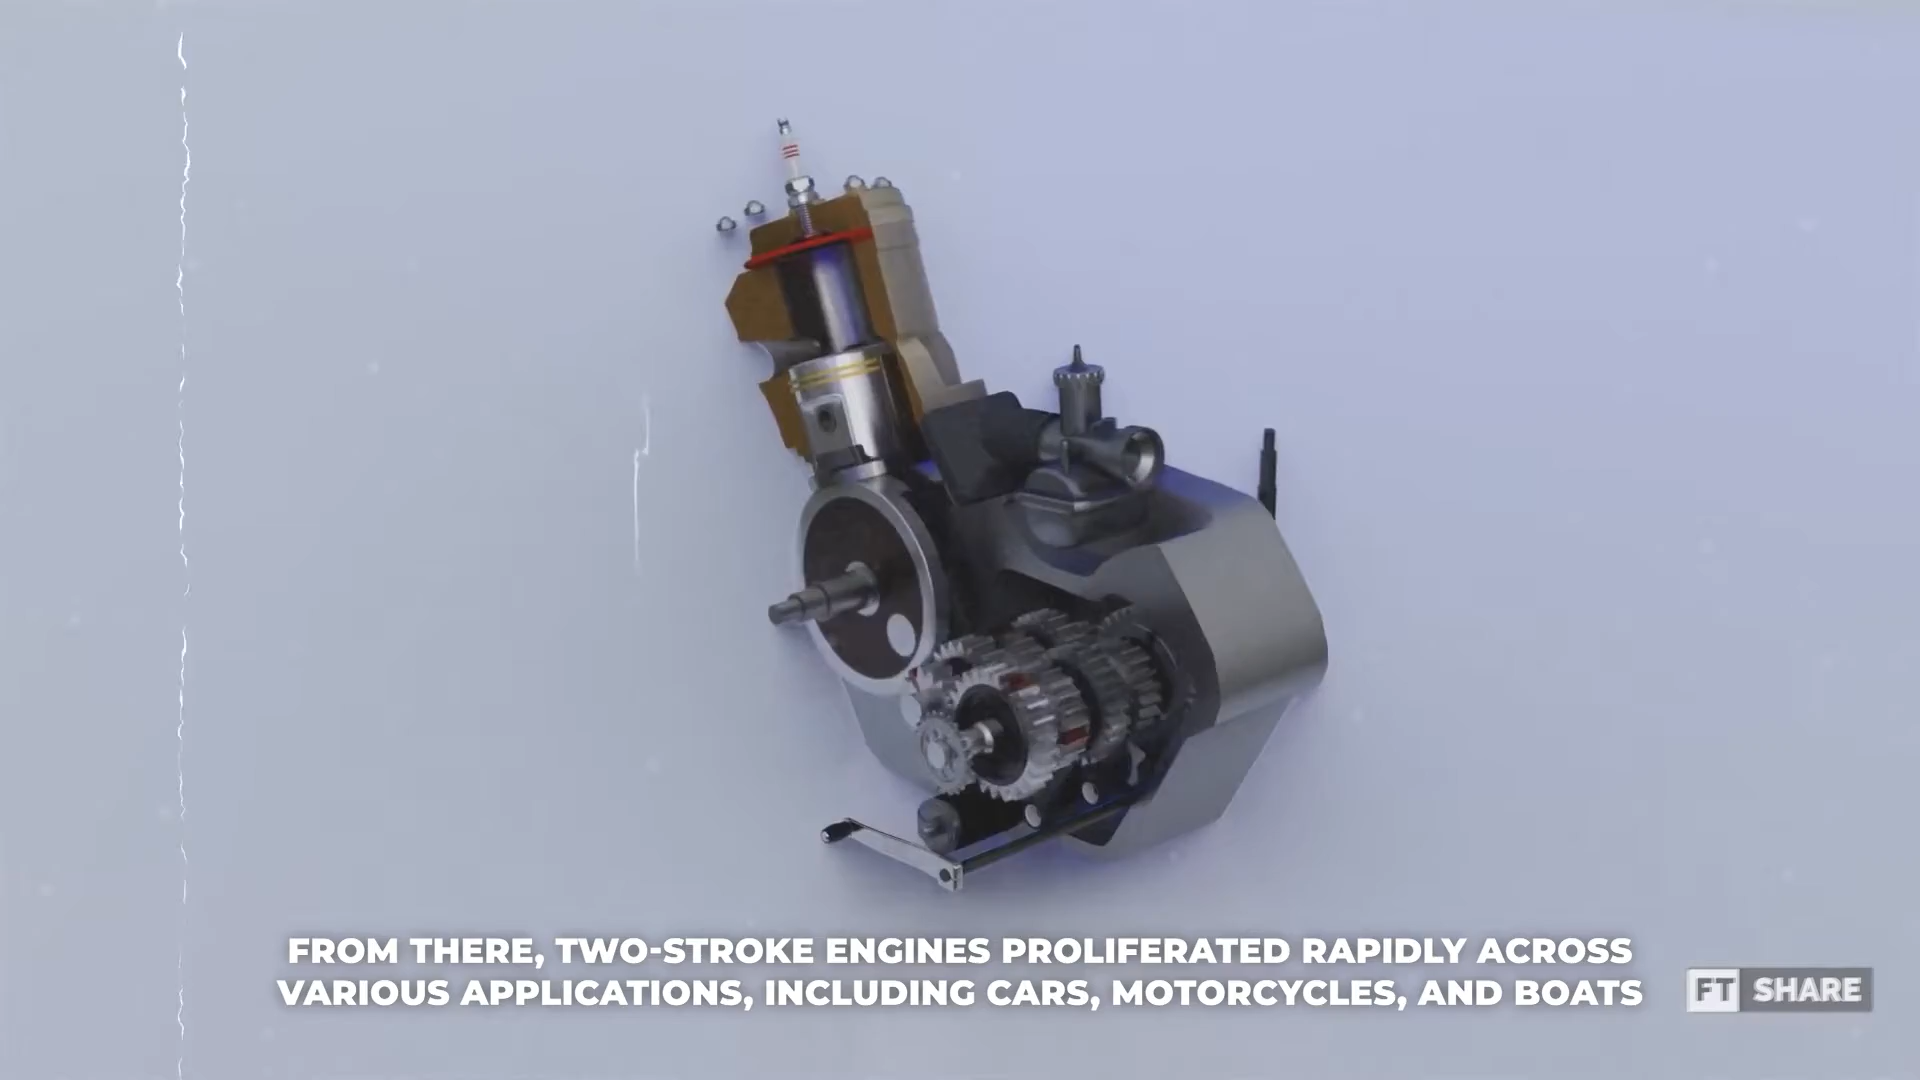 FROM THERE, TWO-STROKE ENGINES PROLIFERATED RAPIDLY ACROSS
VARIOUS APPLICATIONS, INCLUDING CARS, MOTORCYCLES, AND BOATS
FT SHARE